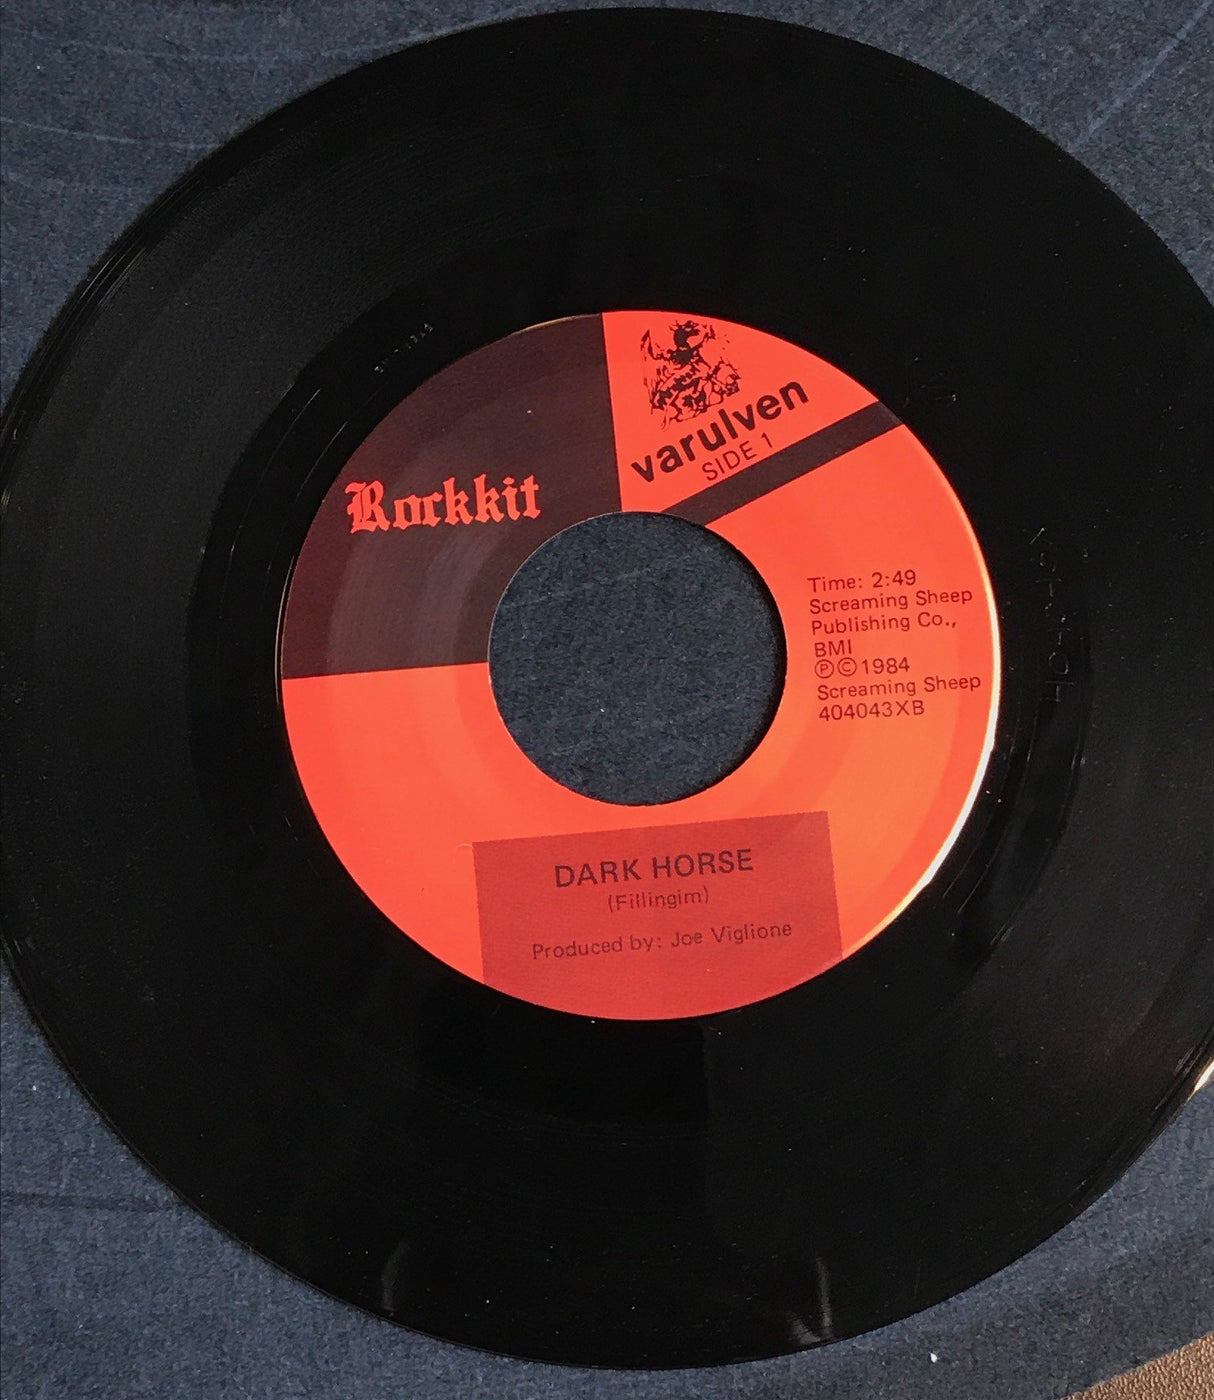 Rockkit
varulven
SIDE 1
Time: 2:49
Screaming Sheep
Publishing Co.,
BMI
Ⓟ©1984
Screaming Sheep
404043XB
DARK HORSE
(Fillingim)
Produced by: Joe Viglione